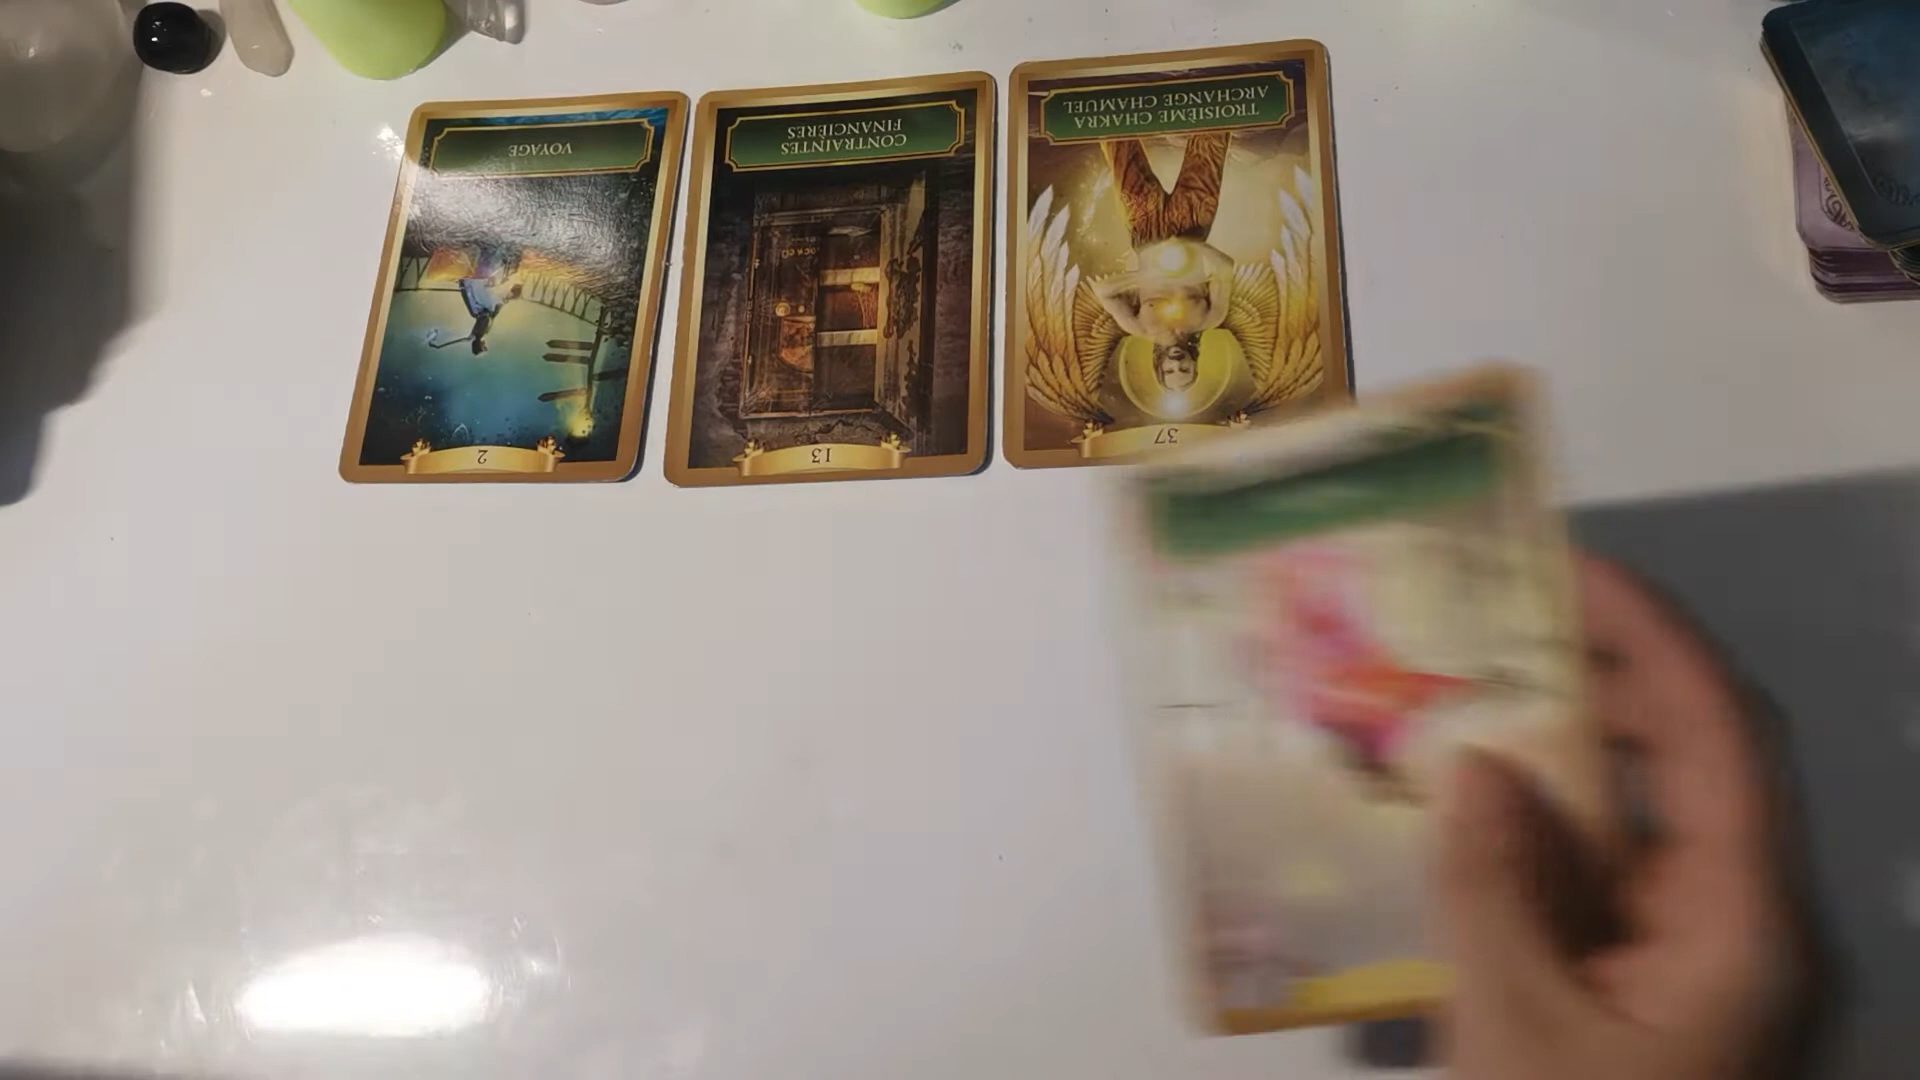 VOYAGE
2
CONTRAINTES
FINANCIÈRES
13
TROISIÈME CHAKRA
ARCHANGE CHAMUEL
37